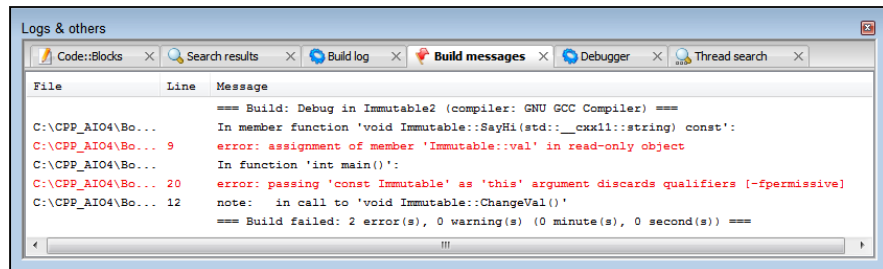 Logs & others
Code::Blocks Search results Build log Build messages Debugger Thread search
File Line Message
=== Build: Debug in Immutable2 (compiler: GNU GCC Compiler) ===
C:\CPP_AIO4\Bo... In member function 'void Immutable::SayHi(std::__cxx11::string) const':
C:\CPP_AIO4\Bo... 9 error: assignment of member 'Immutable::val' in read-only object
C:\CPP_AIO4\Bo... In function 'int main()':
C:\CPP_AIO4\Bo... 20 error: passing 'const Immutable' as 'this' argument discards qualifiers [-fpermissive]
C:\CPP_AIO4\Bo... 12 note: in call to 'void Immutable::ChangeVal()'
=== Build failed: 2 error(s), 0 warning(s) (0 minute(s), 0 second(s)) ===